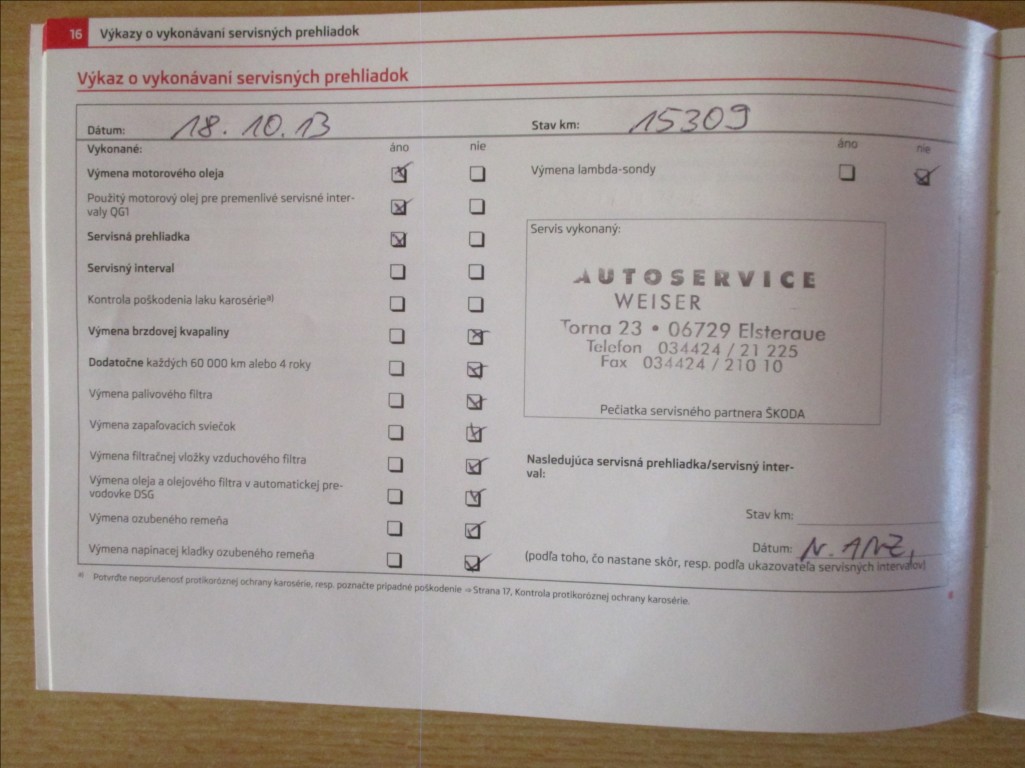 16 Výkazy o vykonávaní servisných prehliadok
Výkaz o vykonávaní servisných prehliadok
Dátum: 18. 10. 13
Stav km: 15309
Vykonané: áno nie
áno nie
Výmena motorového oleja
Výmena lambda-sondy
Použitý motorový olej pre premenlivé servisné inter-
valy QG1
Servisná prehliadka
Servisný interval
Kontrola poškodenia laku karosérieᵃ⁾
Výmena brzdovej kvapaliny
Dodatočne každých 60 000 km alebo 4 roky
Výmena palivového filtra
Výmena zapaľovacích sviečok
Výmena filtračnej vložky vzduchového filtra
Výmena oleja a olejového filtra v automatickej pre-
vodovke DSG
Výmena ozubeného remeňa
Výmena napínacej kladky ozubeného remeňa
Servis vykonaný:
AUTOSERVICE
WEISER
Torna 23 • 06729 Elsteraue
Telefon 034424 / 21 225
Fax 034424 / 210 10
Pečiatka servisného partnera ŠKODA
Nasledujúca servisná prehliadka/servisný inter-
val:
Stav km:
Dátum: N. ANZ.
(podľa toho, čo nastane skôr, resp. podľa ukazovateľa servisných intervalov)
ᵃ⁾ Potvrďte neporušenosť protikoróznej ochrany karosérie, resp. poznačte prípadné poškodenie ⇒ Strana 17, Kontrola protikoróznej ochrany karosérie.